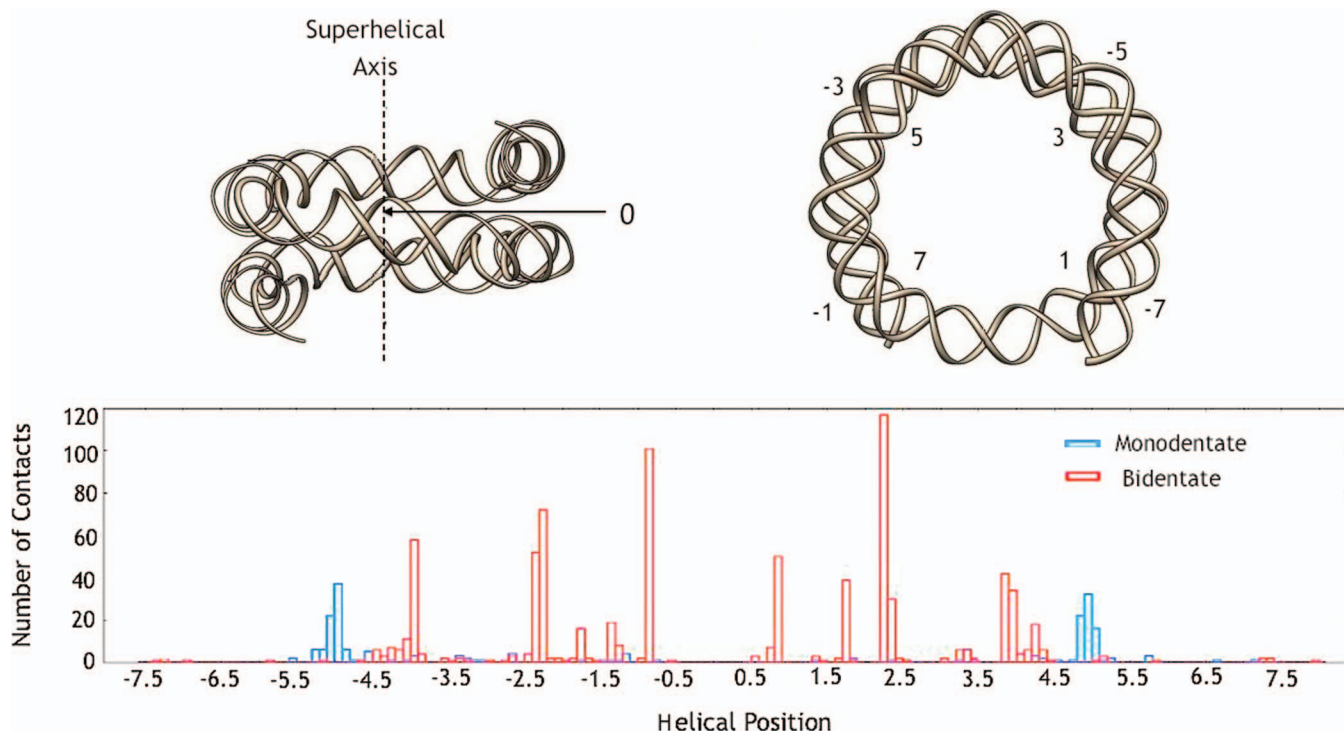 Superhelical
Axis
0
-3
5
-5
3
7
1
-1
-7
Number of Contacts
120
100
80
60
40
20
0
Monodentate
Bidentate
-7.5 -6.5 -5.5 -4.5 -3.5 -2.5 -1.5 -0.5 0.5 1.5 2.5 3.5 4.5 5.5 6.5 7.5
Helical Position